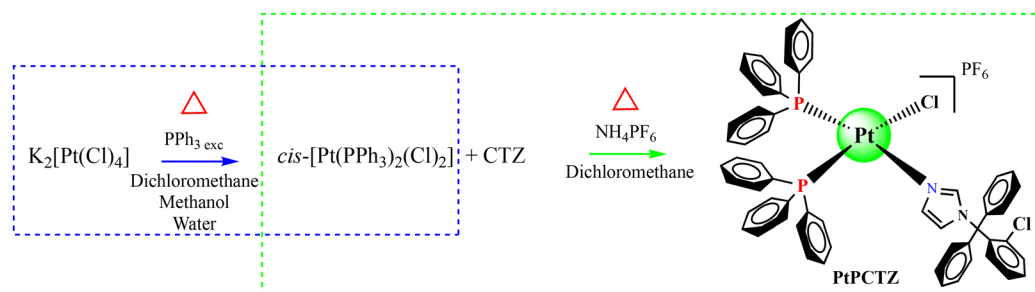 K2[Pt(Cl)4]
PPh3 exc
Dichloromethane
Methanol
Water
cis-[Pt(PPh3)2(Cl)2] + CTZ
NH4PF6
Dichloromethane
PF6
P
Cl
Pt
P
N
N
Cl
PtPCTZ